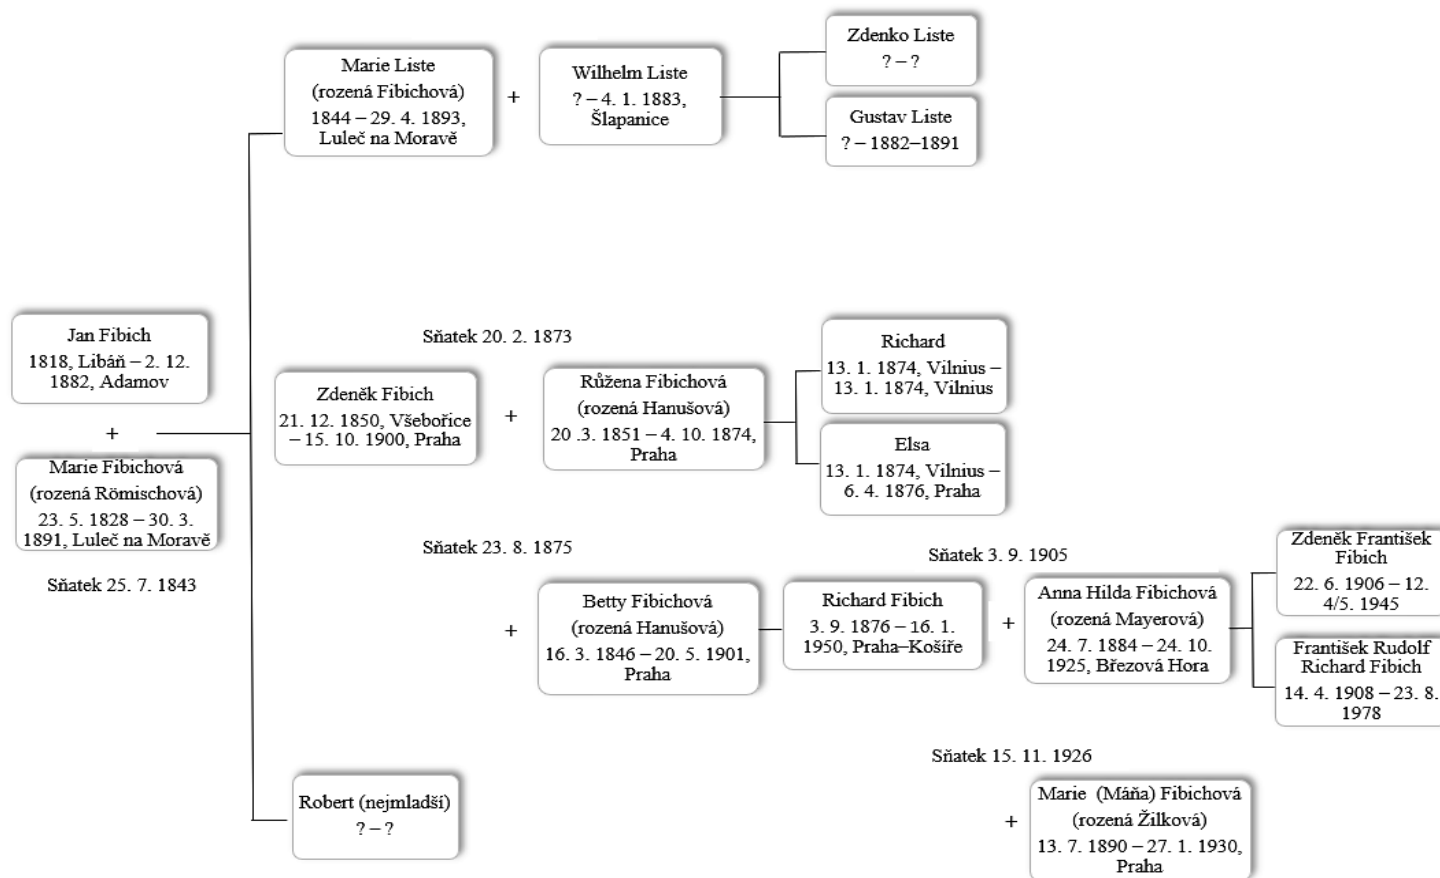 Zdenko Liste
? – ?
Marie Liste
(rozená Fibichová)
1844 – 29. 4. 1893,
Luleč na Moravě
+
Wilhelm Liste
? – 4. 1. 1883,
Šlapanice
Gustav Liste
? – 1882–1891
Jan Fibich
1818, Libáň – 2. 12.
1882, Adamov
+
Marie Fibichová
(rozená Römischová)
23. 5. 1828 – 30. 3.
1891, Luleč na Moravě
Sňatek 25. 7. 1843
Sňatek 20. 2. 1873
Zdeněk Fibich
21. 12. 1850, Všebořice
– 15. 10. 1900, Praha
+
Růžena Fibichová
(rozená Hanušová)
20 .3. 1851 – 4. 10. 1874,
Praha
Richard
13. 1. 1874, Vilnius –
13. 1. 1874, Vilnius
Elsa
13. 1. 1874, Vilnius –
6. 4. 1876, Praha
Sňatek 23. 8. 1875
+
Betty Fibichová
(rozená Hanušová)
16. 3. 1846 – 20. 5. 1901,
Praha
Richard Fibich
3. 9. 1876 – 16. 1.
1950, Praha–Košíře
Sňatek 3. 9. 1905
+
Anna Hilda Fibichová
(rozená Mayerová)
24. 7. 1884 – 24. 10.
1925, Březová Hora
Zdeněk František
Fibich
22. 6. 1906 – 12.
4/5. 1945
František Rudolf
Richard Fibich
14. 4. 1908 – 23. 8.
1978
Sňatek 15. 11. 1926
+
Marie (Máňa) Fibichová
(rozená Žilková)
13. 7. 1890 – 27. 1. 1930,
Praha
Robert (nejmladší)
? – ?